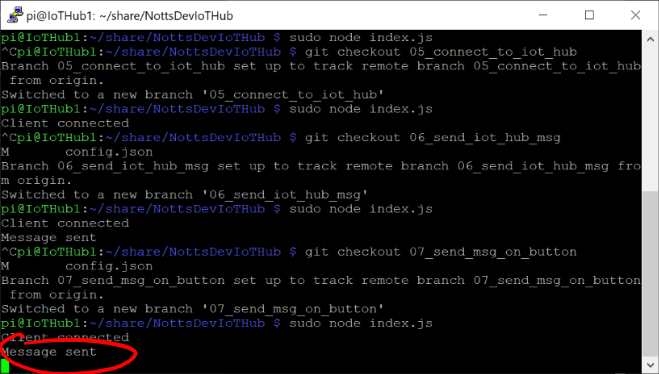 pi@IoTHub1: ~/share/NottsDevIoTHub
pi@IoTHub1:~/share/NottsDevIoTHub $ sudo node index.js
^Cpi@IoTHub1:~/share/NottsDevIoTHub $ git checkout 05_connect_to_iot_hub
Branch 05_connect_to_iot_hub set up to track remote branch 05_connect_to_iot_hub
 from origin.
Switched to a new branch '05_connect_to_iot_hub'
pi@IoTHub1:~/share/NottsDevIoTHub $ sudo node index.js
Client connected
^Cpi@IoTHub1:~/share/NottsDevIoTHub $ git checkout 06_send_iot_hub_msg
M       config.json
Branch 06_send_iot_hub_msg set up to track remote branch 06_send_iot_hub_msg fro
m origin.
Switched to a new branch '06_send_iot_hub_msg'
pi@IoTHub1:~/share/NottsDevIoTHub $ sudo node index.js
Client connected
Message sent
^Cpi@IoTHub1:~/share/NottsDevIoTHub $ git checkout 07_send_msg_on_button
M       config.json
Branch 07_send_msg_on_button set up to track remote branch 07_send_msg_on_button
 from origin.
Switched to a new branch '07_send_msg_on_button'
pi@IoTHub1:~/share/NottsDevIoTHub $ sudo node index.js
Client connected
Message sent